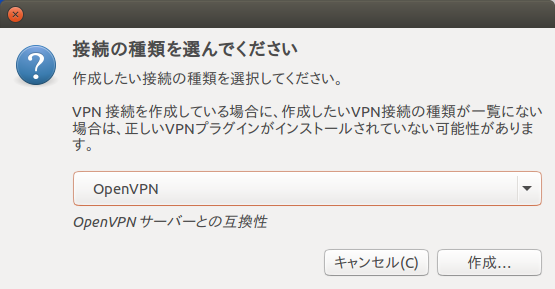 接続の種類を選んでください
作成したい接続の種類を選択してください。
VPN 接続を作成している場合に、作成したいVPN接続の種類が一覧にない
場合は、正しいVPNプラグインがインストールされていない可能性がありま
す。
OpenVPN
OpenVPN サーバーとの互換性
キャンセル(C)
作成...